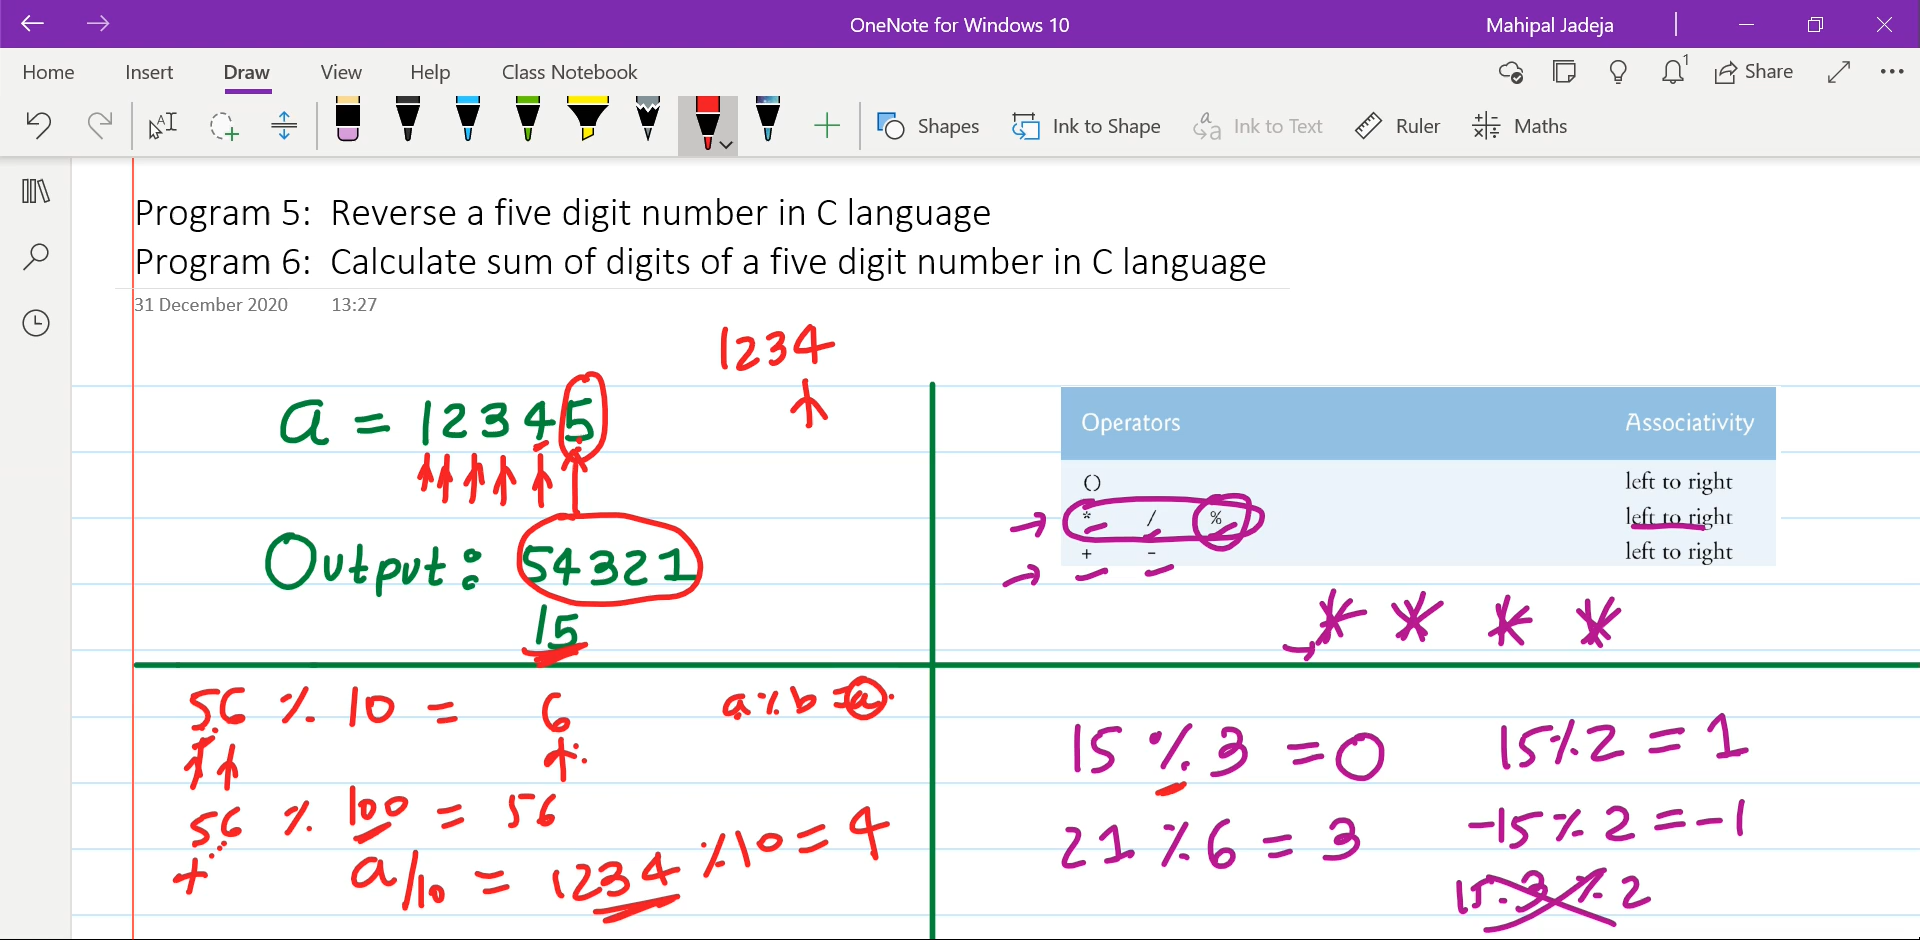 OneNote for Windows 10
Mahipal Jadeja
Home Insert Draw View Help Class Notebook
1 Share
Shapes Ink to Shape Ink to Text Ruler Maths
Program 5: Reverse a five digit number in C language
Program 6: Calculate sum of digits of a five digit number in C language
31 December 2020 13:27
1234
a = 12345
Output: 54321
15
Operators Associativity
() left to right
* / % left to right
+ - left to right
* * * *
56 % 10 = 6
a % b = a
56 % 100 = 56
a/10 = 1234 % 10 = 4
15 % 3 = 0
15 % 2 = 1
21 % 6 = 3
-15 % 2 = -1
15.3 % 2